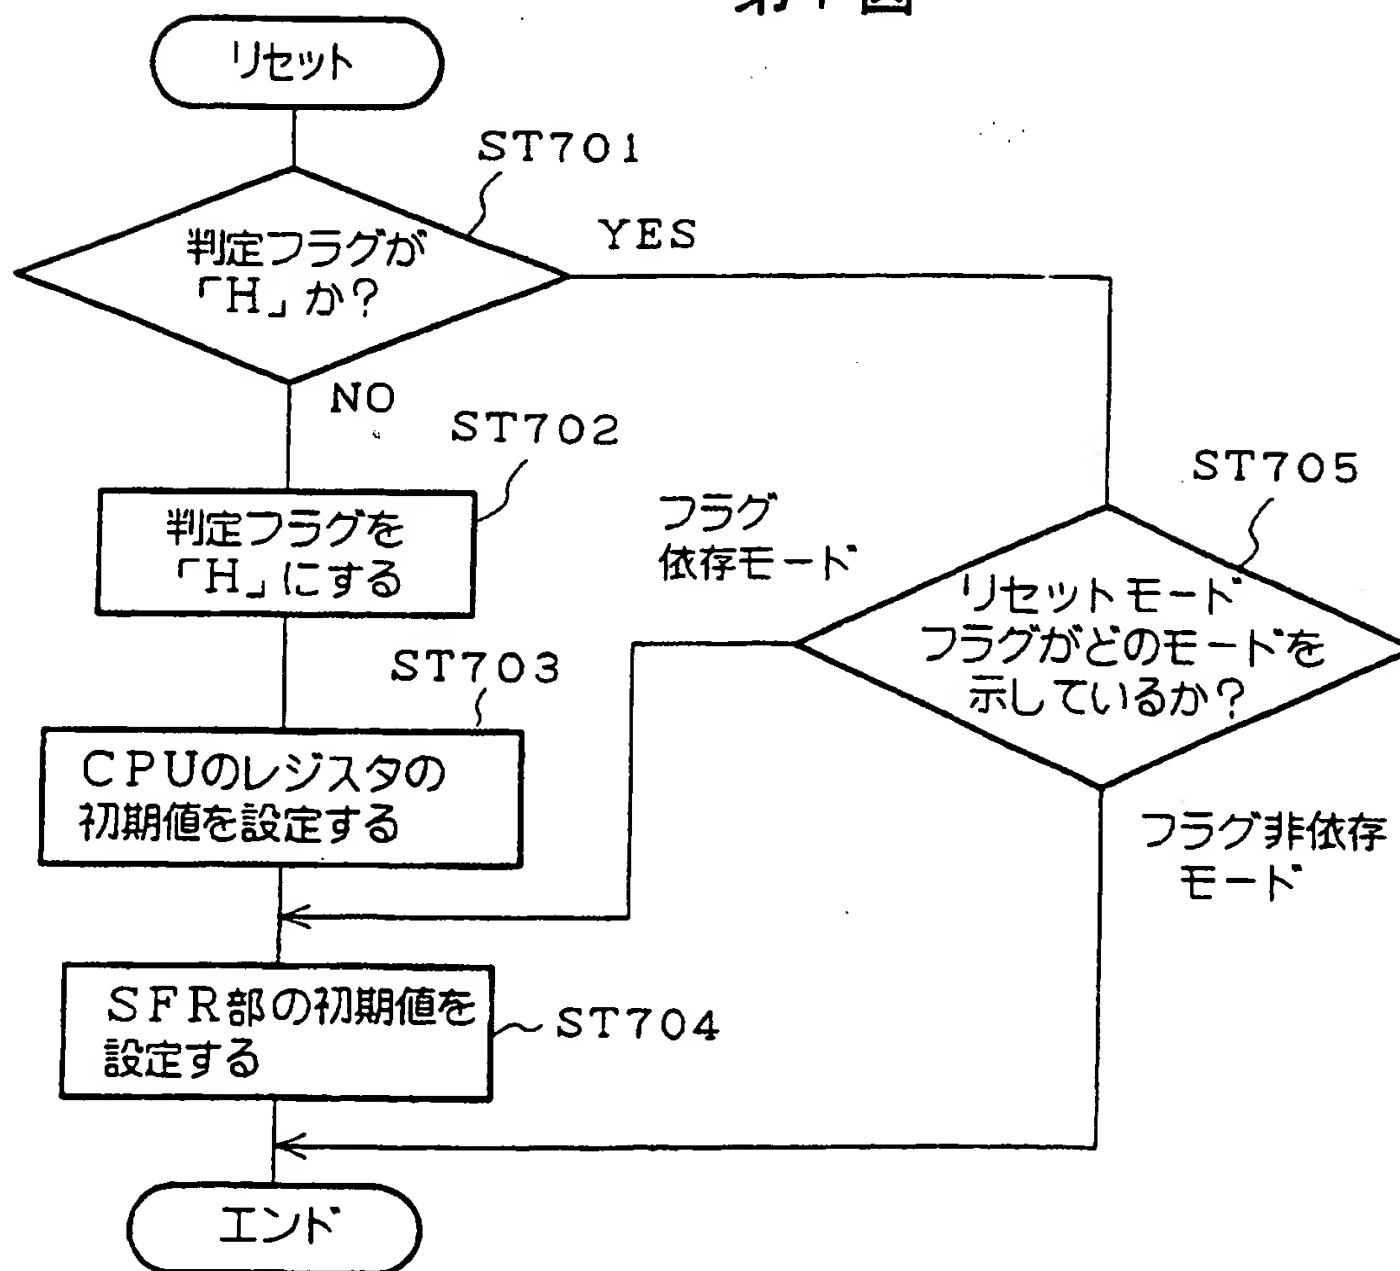 リセット
ST701
判定フラグが
「H」か?
YES
NO
ST702
判定フラグを
「H」にする
ST703
CPUのレジスタの
初期値を設定する
SFR部の初期値を
設定する
ST704
エンド
フラグ
依存モード
ST705
リセットモード
フラグがどのモードを
示しているか?
フラグ非依存
モード